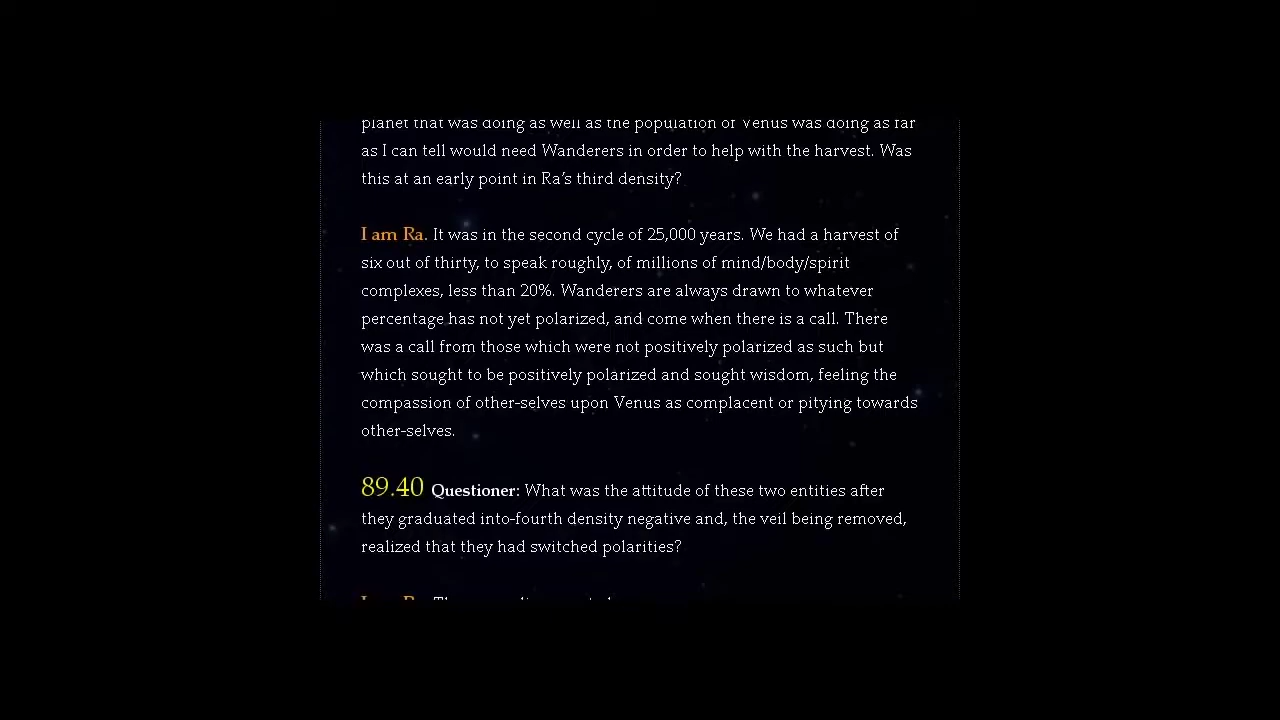 planet that was doing as well as the population of Venus was doing as far
as I can tell would need Wanderers in order to help with the harvest. Was
this at an early point in Ra's third density?
I am Ra. It was in the second cycle of 25,000 years. We had a harvest of
six out of thirty, to speak roughly, of millions of mind/body/spirit
complexes, less than 20%. Wanderers are always drawn to whatever
percentage has not yet polarized, and come when there is a call. There
was a call from those which were not positively polarized as such but
which sought to be positively polarized and sought wisdom, feeling the
compassion of other-selves upon Venus as complacent or pitying towards
other-selves.
89.40 Questioner: What was the attitude of these two entities after
they graduated into-fourth density negative and, the veil being removed,
realized that they had switched polarities?